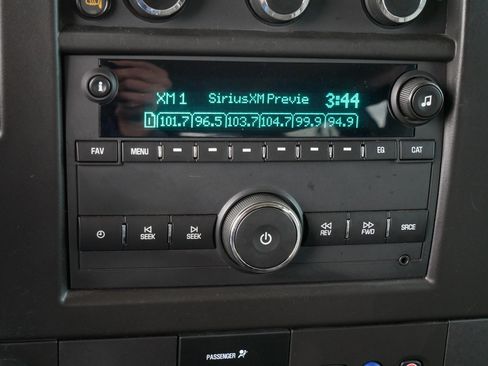 XM 1 SiriusXM Previe 3:44
1 101.7 96.5 103.7 104.7 99.9 94.9
FAV MENU EQ CAT
SEEK SEEK REV FWD SRCE
PASSENGER